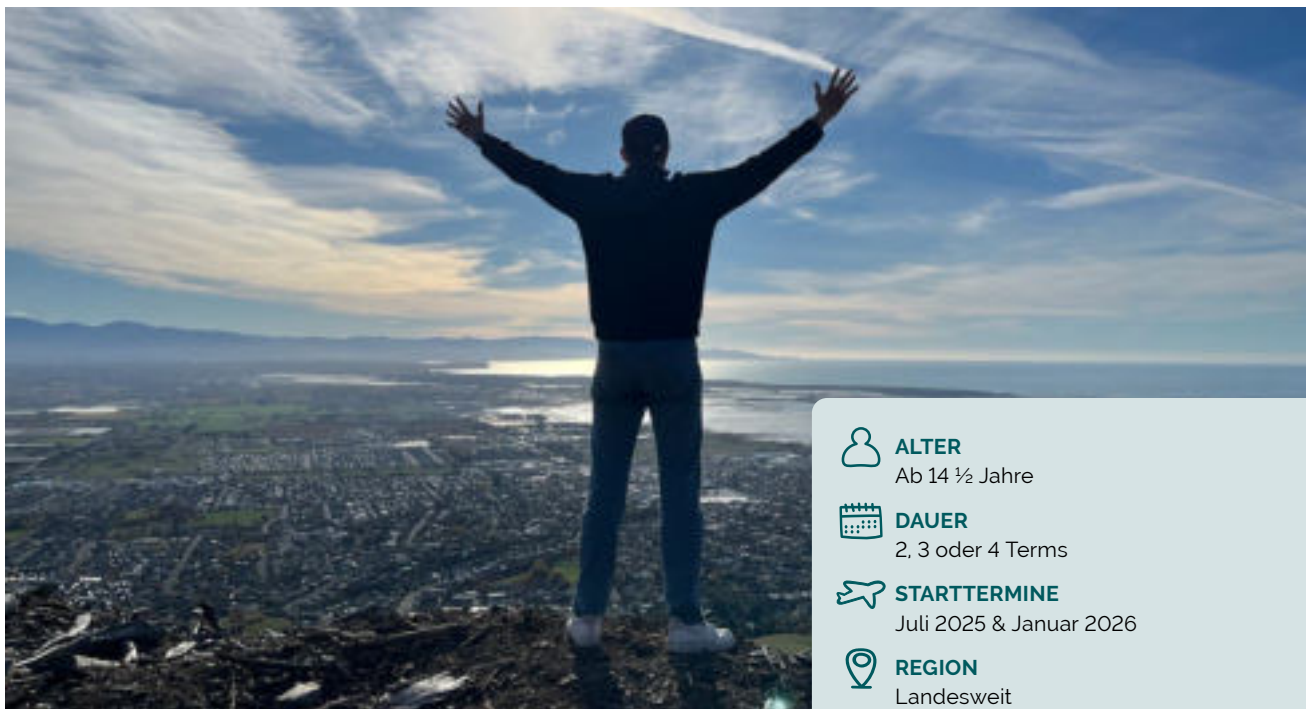 ALTER
Ab 14 ½ Jahre
DAUER
2, 3 oder 4 Terms
STARTTERMINE
Juli 2025 & Januar 2026
REGION
Landesweit